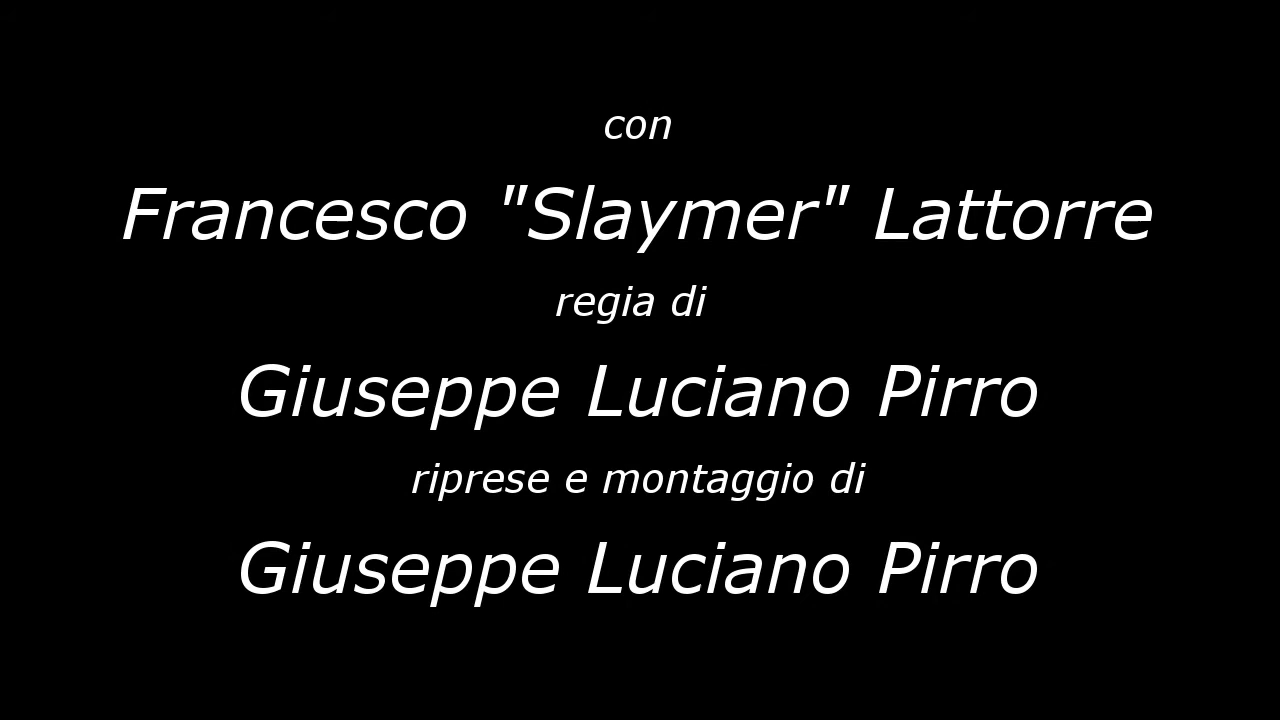 con
Francesco "Slaymer" Lattorre
regia di
Giuseppe Luciano Pirro
riprese e montaggio di
Giuseppe Luciano Pirro